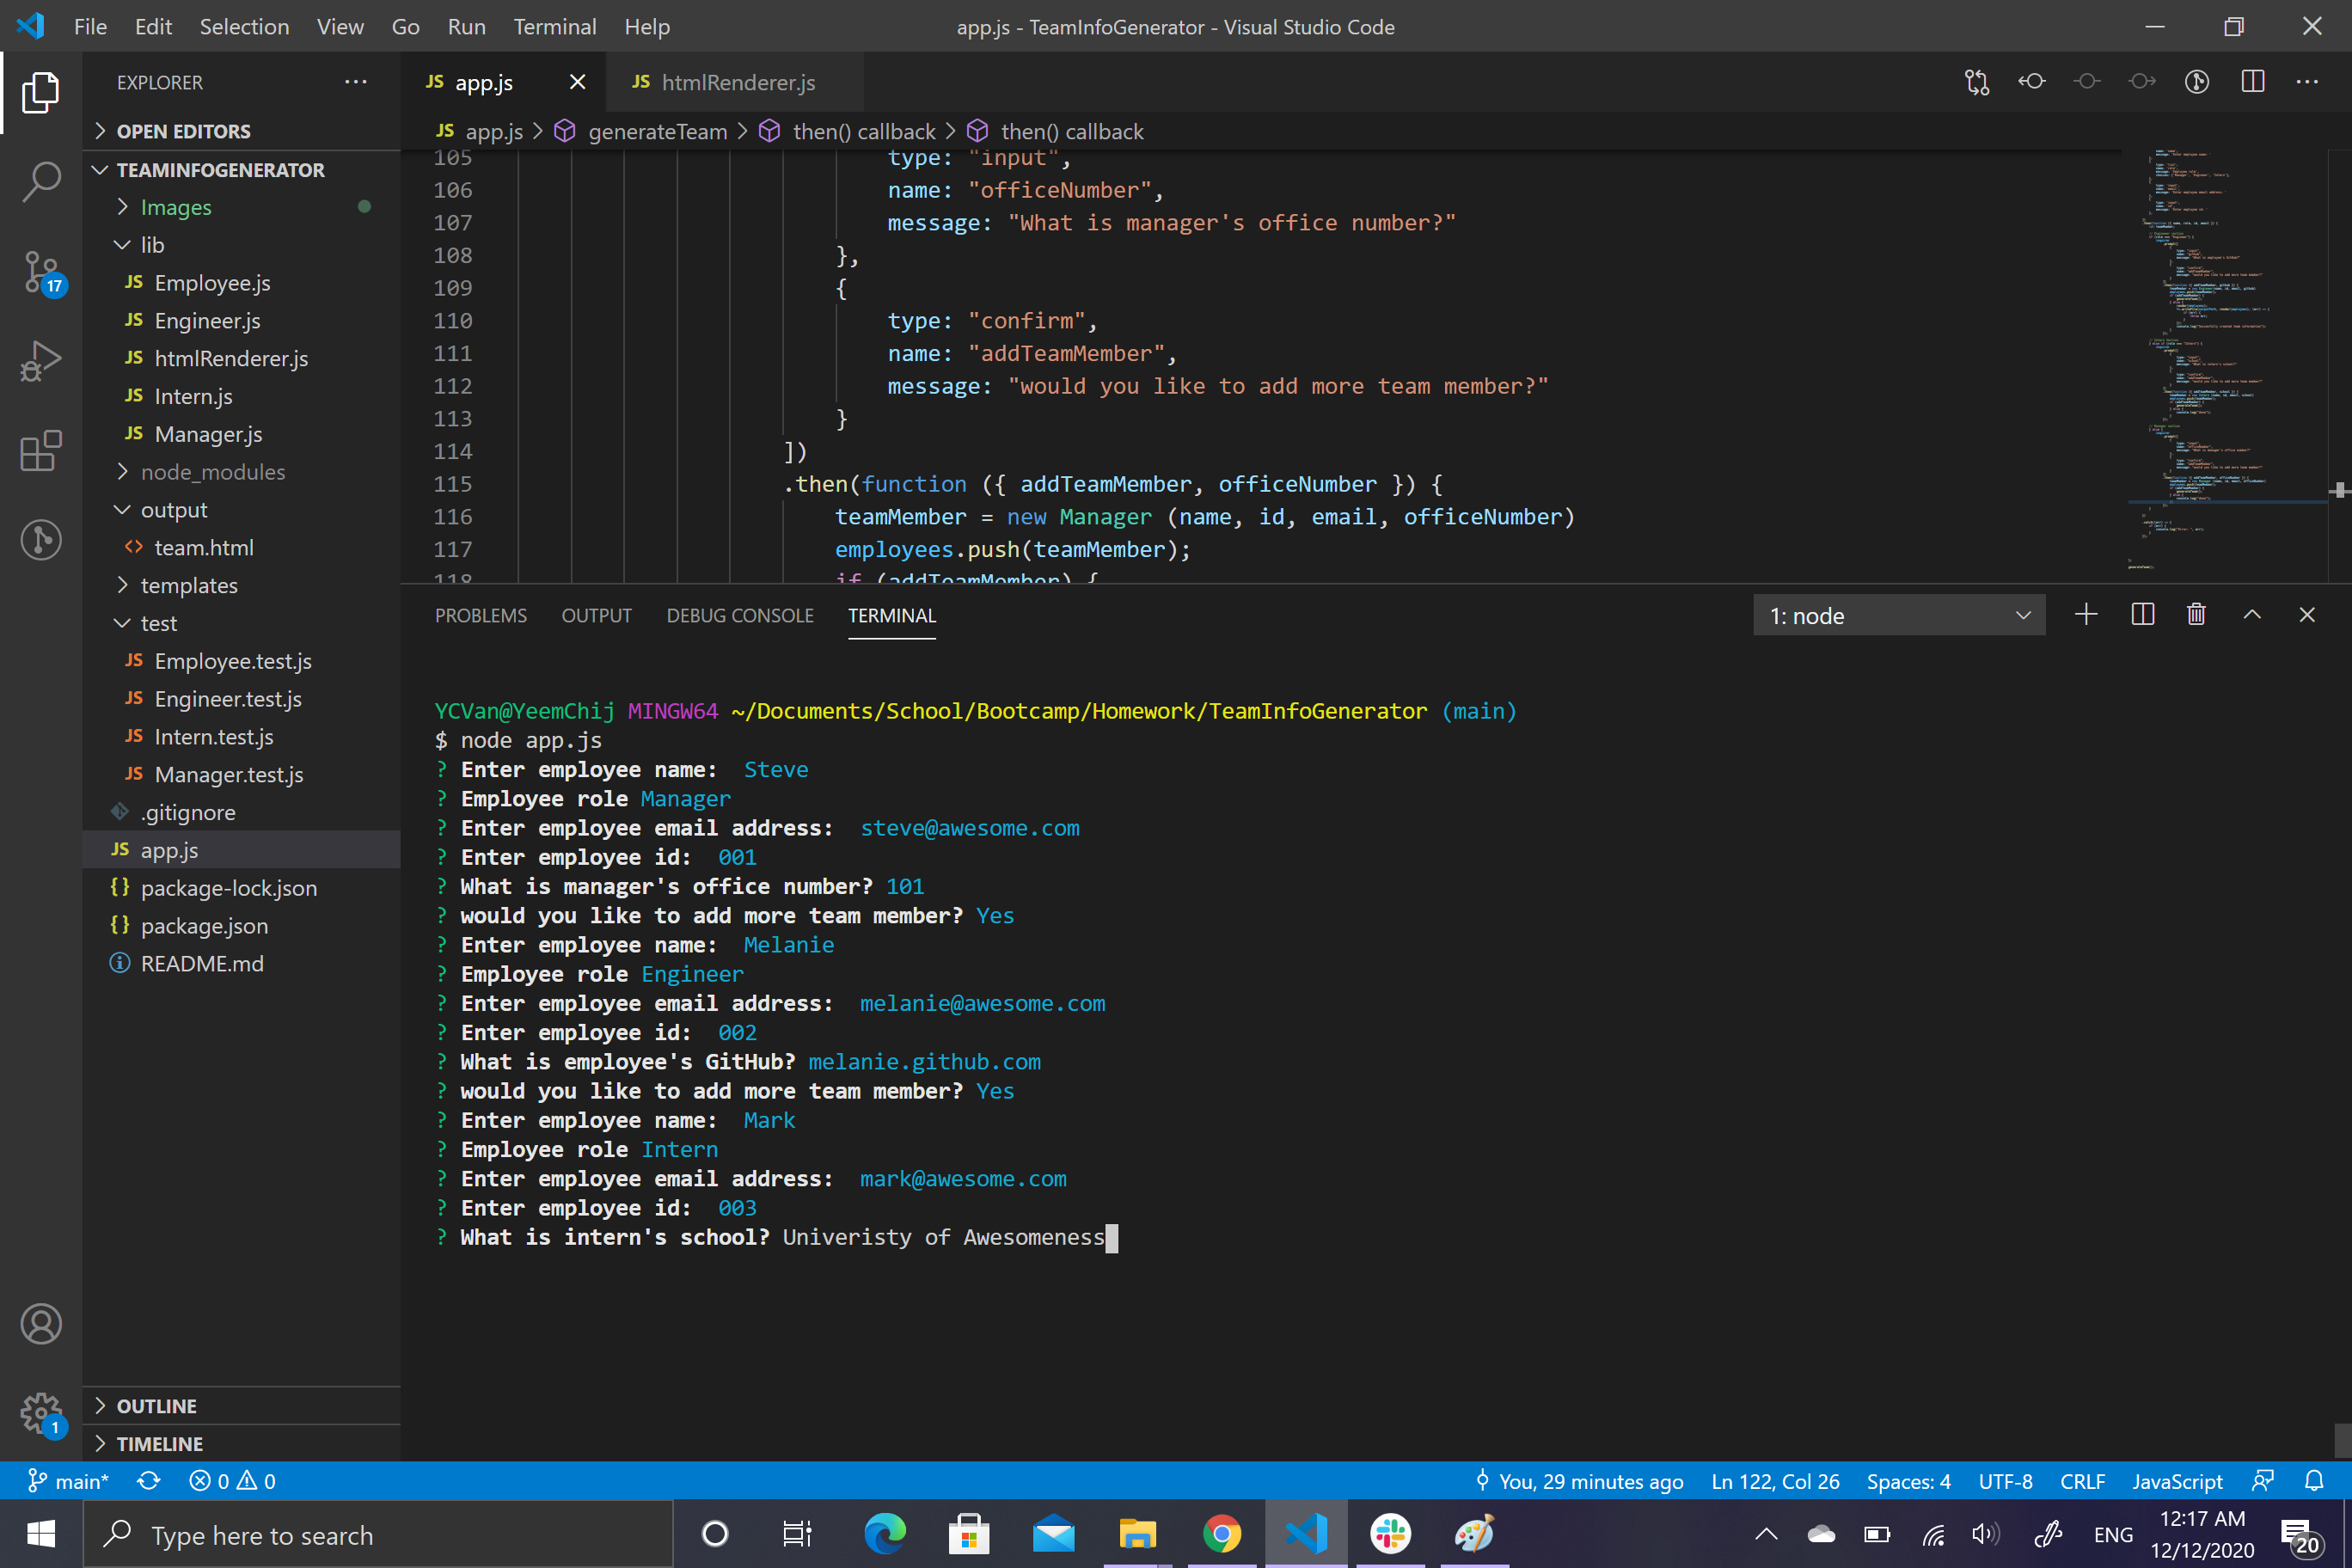 File Edit Selection View Go Run Terminal Help
app.js - TeamInfoGenerator - Visual Studio Code
EXPLORER
OPEN EDITORS
TEAMINFOGENERATOR
Images
lib
JS Employee.js
JS Engineer.js
JS htmlRenderer.js
JS Intern.js
JS Manager.js
node_modules
output
<> team.html
templates
test
JS Employee.test.js
JS Engineer.test.js
JS Intern.test.js
JS Manager.test.js
.gitignore
JS app.js
{} package-lock.json
{} package.json
README.md
OUTLINE
TIMELINE
17
1
JS app.js
JS htmlRenderer.js
JS app.js > generateTeam > then() callback > then() callback
105 type: "input",
106 name: "officeNumber",
107 message: "What is manager's office number?"
108 },
109 {
110 type: "confirm",
111 name: "addTeamMember",
112 message: "would you like to add more team member?"
113 }
114 ])
115 .then(function ({ addTeamMember, officeNumber }) {
116 teamMember = new Manager (name, id, email, officeNumber)
117 employees.push(teamMember);
118 if (addTeamMember) {
PROBLEMS OUTPUT DEBUG CONSOLE TERMINAL
1: node
YCVan@YeemChij MINGW64 ~/Documents/School/Bootcamp/Homework/TeamInfoGenerator (main)
$ node app.js
? Enter employee name:  Steve
? Employee role Manager
? Enter employee email address:  steve@awesome.com
? Enter employee id:  001
? What is manager's office number? 101
? would you like to add more team member? Yes
? Enter employee name:  Melanie
? Employee role Engineer
? Enter employee email address:  melanie@awesome.com
? Enter employee id:  002
? What is employee's GitHub? melanie.github.com
? would you like to add more team member? Yes
? Enter employee name:  Mark
? Employee role Intern
? Enter employee email address:  mark@awesome.com
? Enter employee id:  003
? What is intern's school? Univeristy of Awesomeness
main* 0 0
You, 29 minutes ago Ln 122, Col 26 Spaces: 4 UTF-8 CRLF JavaScript
Type here to search
ENG
12:17 AM
12/12/2020
20